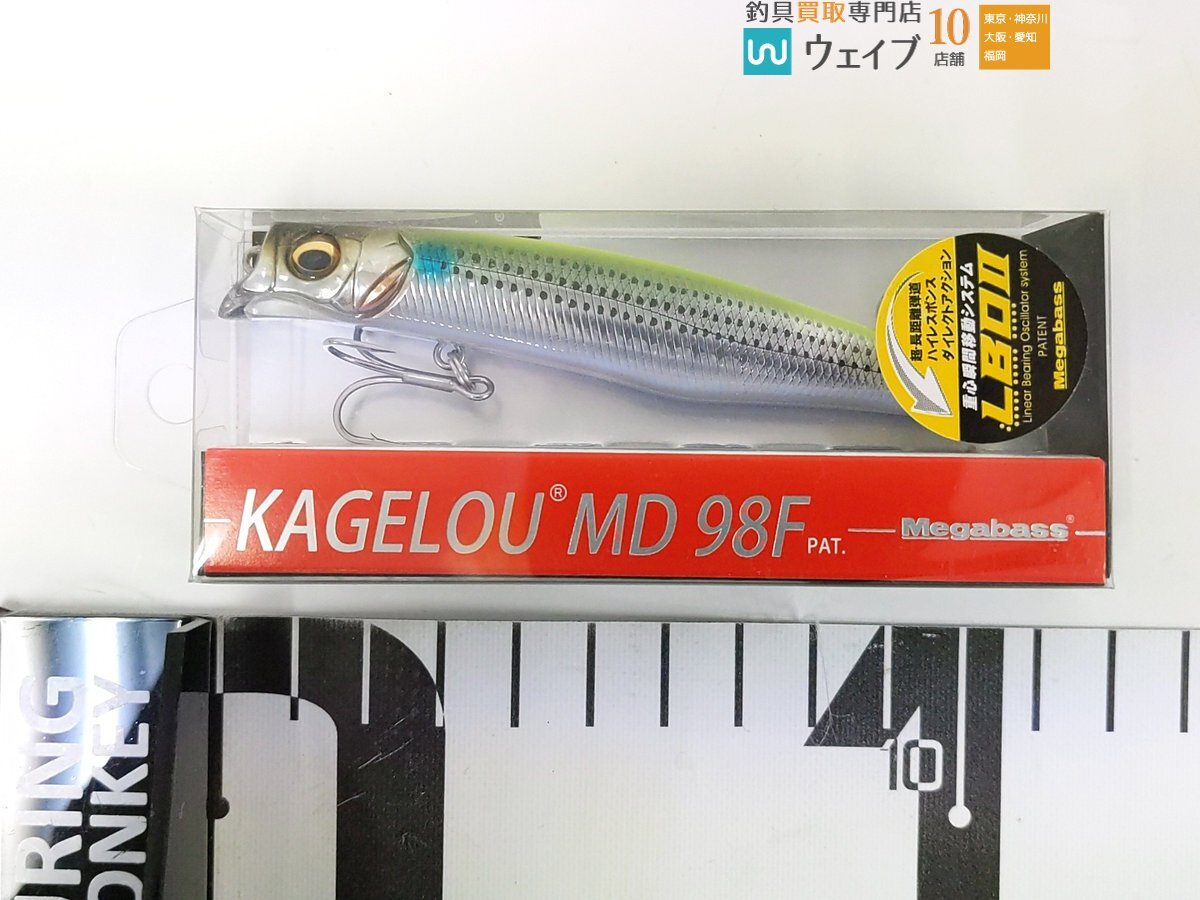 釣具買取専門店
ウェイブ
10
店舗
東京・神奈川
大阪・愛知
福岡
超・長距離弾道
ハイレスポンス
ダイレクトアクション
重心瞬間移動システム
LBOII
Linear Bearing Oscillator system
PATENT
Megabass
KAGELOU® MD 98F PAT.
Megabass®
URING
ONKEY
10